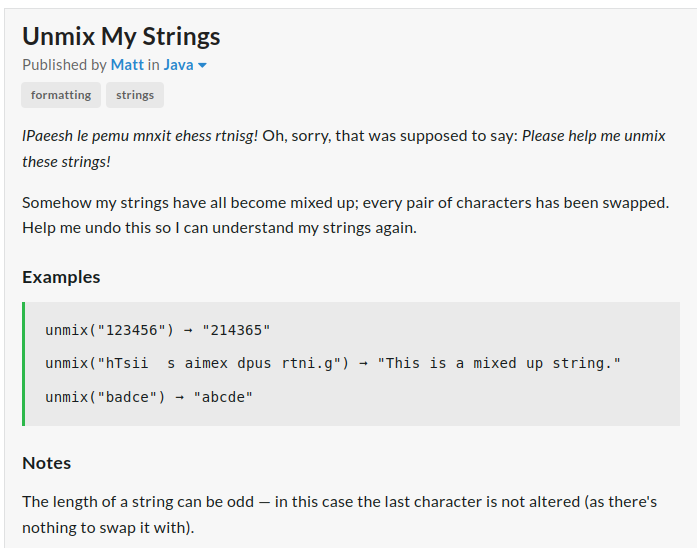 Unmix My Strings
Published by Matt in Java
formatting strings
lPaeesh le pemu mnxit ehess rtnisg! Oh, sorry, that was supposed to say: Please help me unmix
these strings!
Somehow my strings have all become mixed up; every pair of characters has been swapped.
Help me undo this so I can understand my strings again.
Examples
unmix("123456") → "214365"
unmix("hTsii  s aimex dpus rtni.g") → "This is a mixed up string."
unmix("badce") → "abcde"
Notes
The length of a string can be odd — in this case the last character is not altered (as there's
nothing to swap it with).